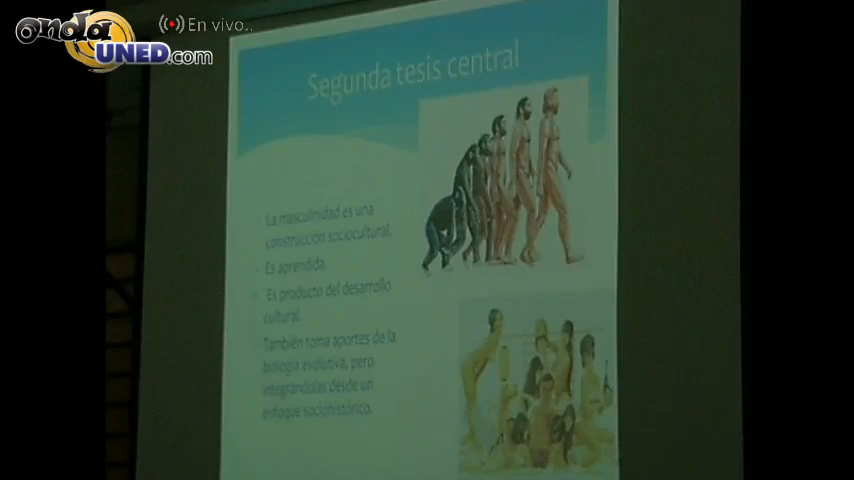 onda
UNED.com
En vivo..
Segunda tesis central
La masculinidad es una
construcción sociocultural.
Es aprendida.
Es producto del desarrollo
cultural.
También toma aportes de la
biología evolutiva, pero
integrándolas desde un
enfoque sociohistórico.